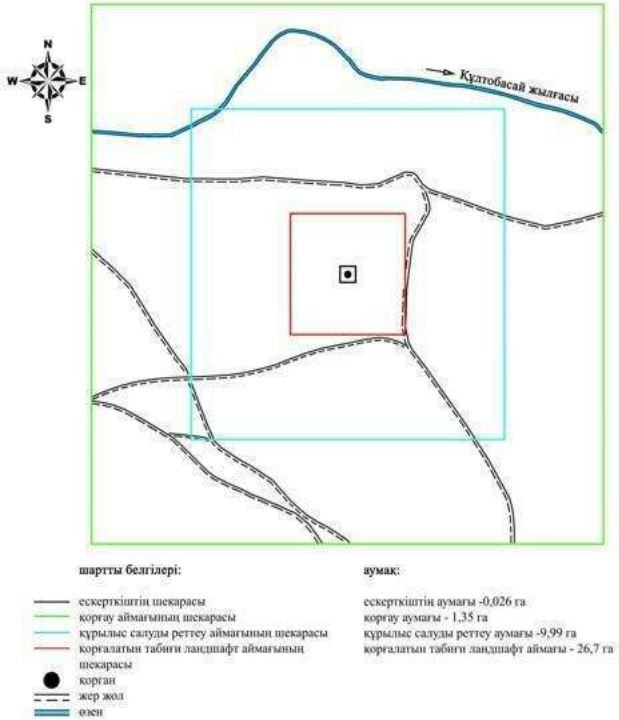 N
W E
S
Құлтобасай жылғасы
шартты белгілері: аумақ:
ескерткіштің шекарасы ескерткіштің аумағы -0,026 га
қорғау аймағының шекарасы қорғау аумағы - 1,35 га
құрылыс салуды реттеу аймағының шекарасы құрылыс салуды реттеу аумағы -9,99 га
қорғалатын табиғи ландшафт аймағының қорғалатын табиғи ландшафт аймағы - 26,7 га
шекарасы
қорған
жер жол
өзен